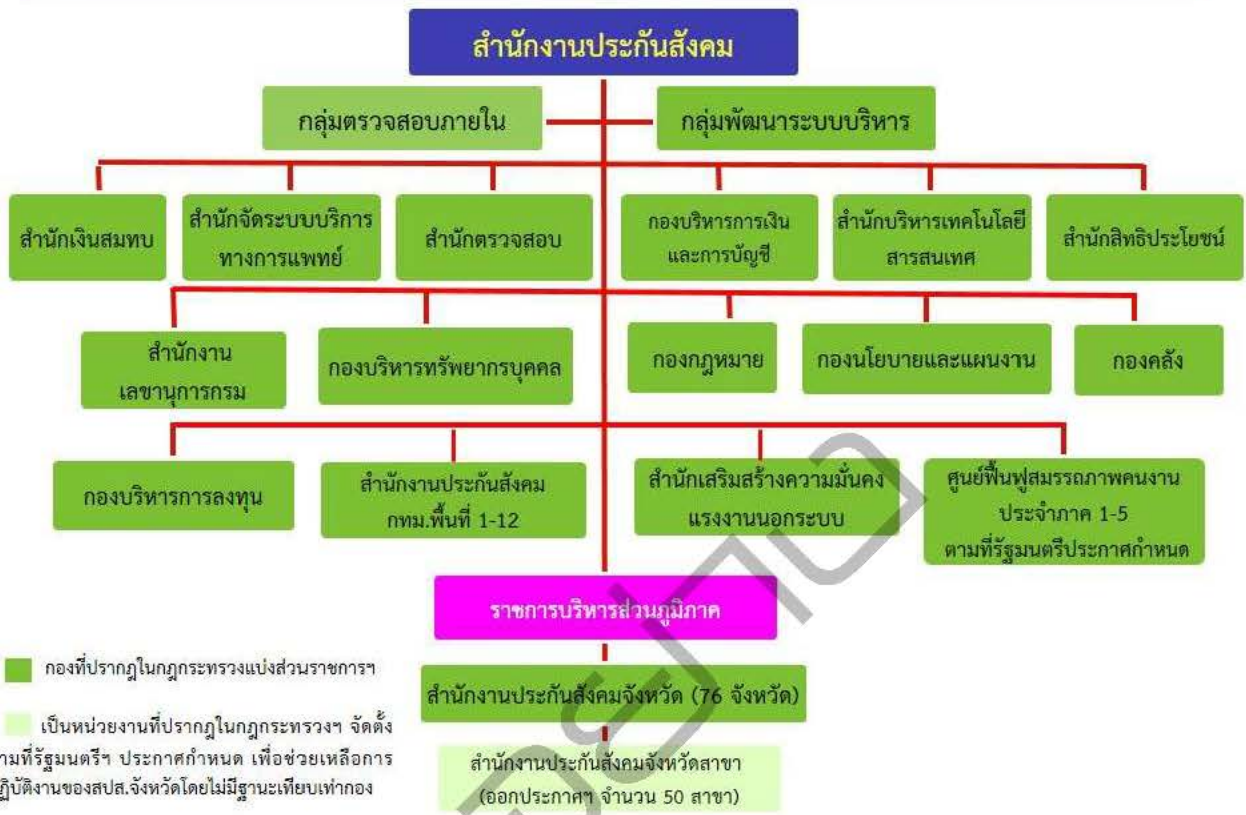 สำนักงานประกันสังคม
กลุ่มตรวจสอบภายใน
กลุ่มพัฒนาระบบบริหาร
สำนักเงินสมทบ
สำนักจัดระบบบริการ
ทางการแพทย์
สำนักตรวจสอบ
กองบริหารการเงิน
และการบัญชี
สำนักบริหารเทคโนโลยี
สารสนเทศ
สำนักสิทธิประโยชน์
สำนักงาน
เลขานุการกรม
กองบริหารทรัพยากรบุคคล
กองกฎหมาย
กองนโยบายและแผนงาน
กองคลัง
กองบริหารการลงทุน
สำนักงานประกันสังคม
กทม.พื้นที่ 1-12
สำนักเสริมสร้างความมั่นคง
แรงงานนอกระบบ
ศูนย์ฟื้นฟูสมรรถภาพคนงาน
ประจำภาค 1-5
ตามที่รัฐมนตรีประกาศกำหนด
ราชการบริหารส่วนภูมิภาค
สำนักงานประกันสังคมจังหวัด (76 จังหวัด)
สำนักงานประกันสังคมจังหวัดสาขา
(ออกประกาศฯ จำนวน 50 สาขา)
กองที่ปรากฏในกฎกระทรวงแบ่งส่วนราชการฯ
เป็นหน่วยงานที่ปรากฏในกฎกระทรวงฯ จัดตั้ง
ามที่รัฐมนตรีฯ ประกาศกำหนด เพื่อช่วยเหลือการ
ฏิบัติงานของสปส.จังหวัดโดยไม่มีฐานะเทียบเท่ากอง